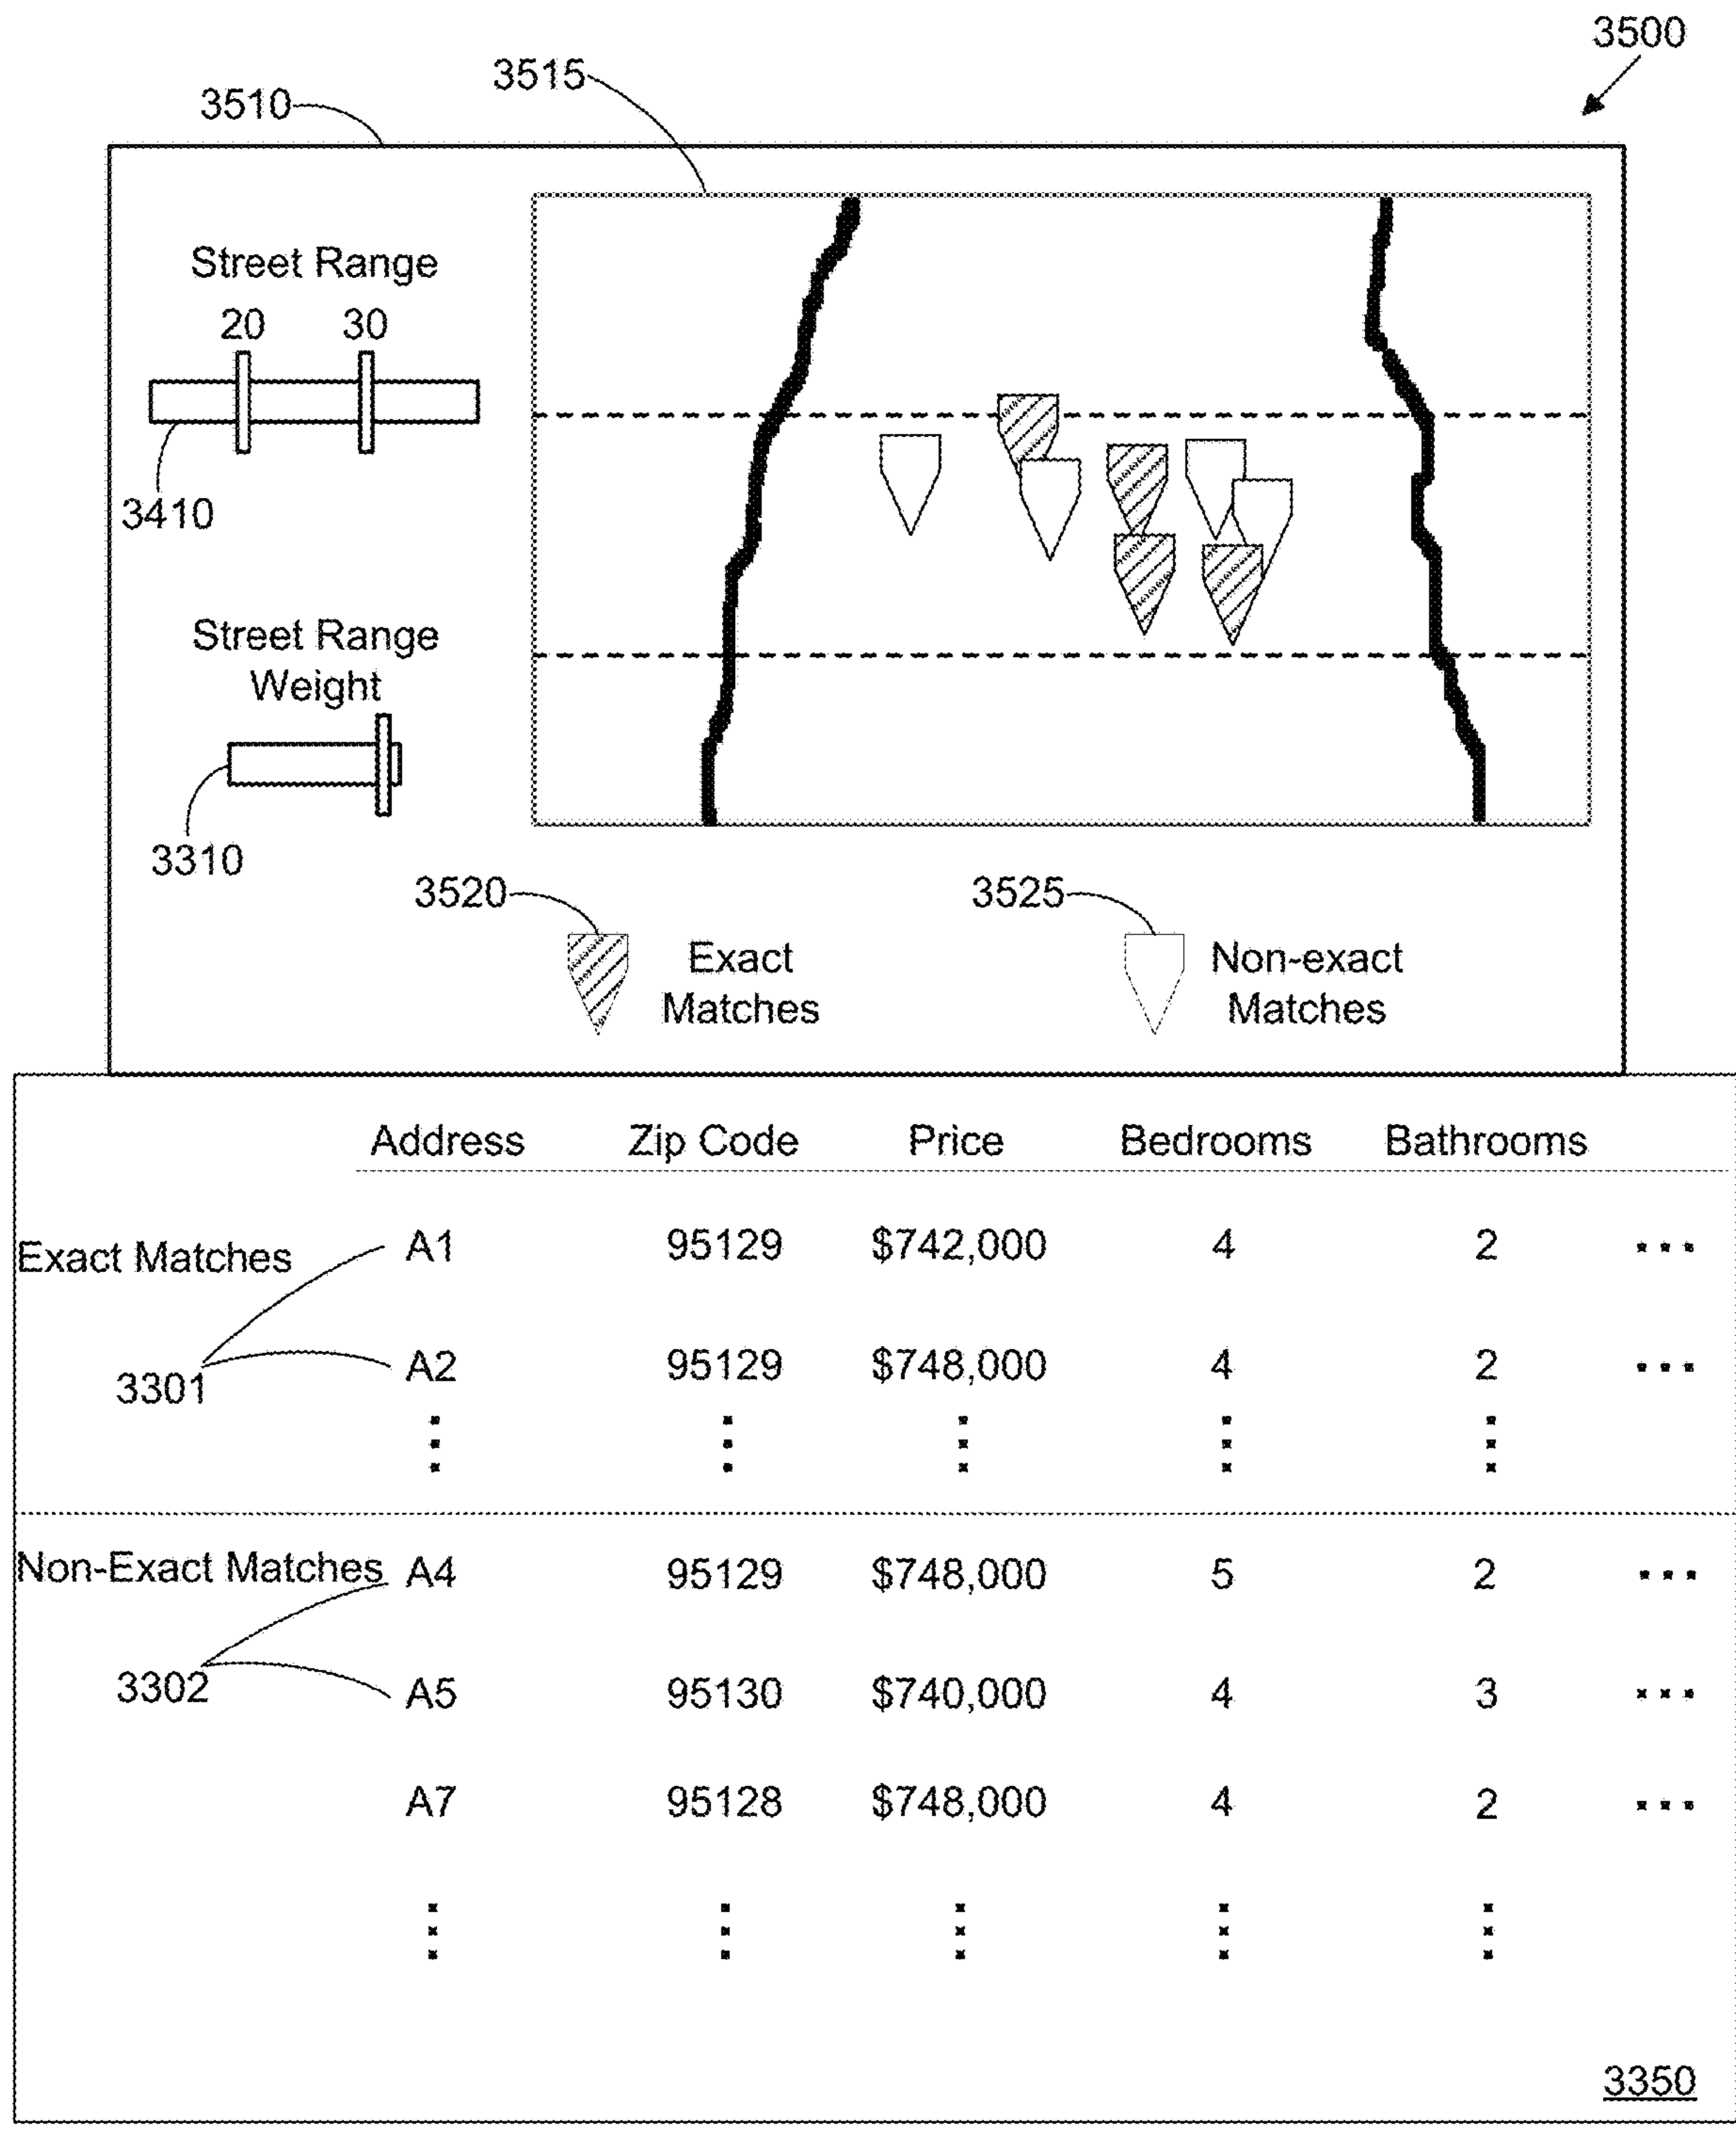 3500
3515
3510
Street Range
20 30
3410
Street Range
Weight
3310
3520
3525
Exact
Matches
Non-exact
Matches
Address Zip Code Price Bedrooms Bathrooms
Exact Matches A1 95129 $742,000 4 2 ...
3301
A2 95129 $748,000 4 2 ...
Non-Exact Matches A4 95129 $748,000 5 2 ...
3302
A5 95130 $740,000 4 3 ...
A7 95128 $748,000 4 2 ...
3350